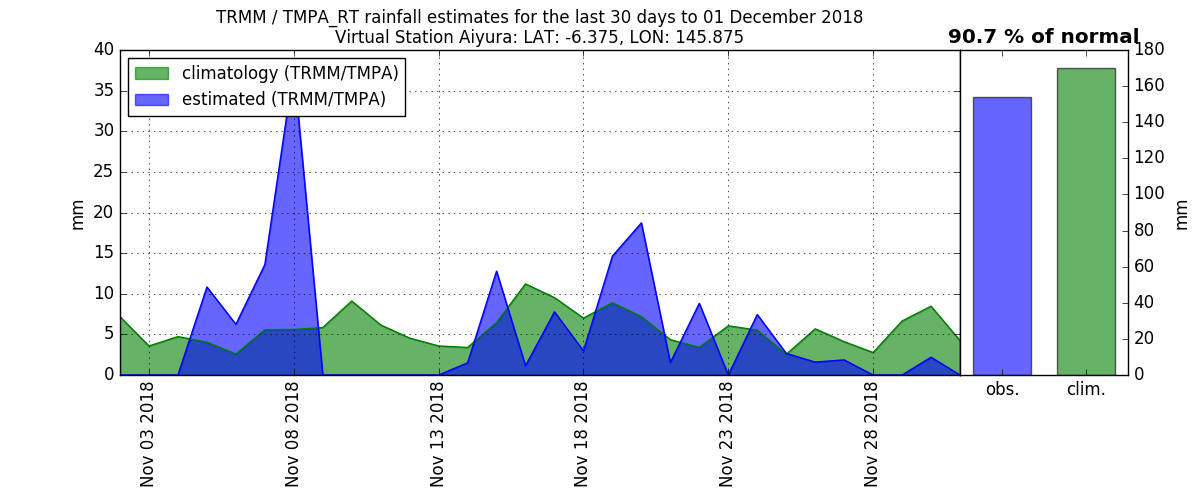 TRMM / TMPA_RT rainfall estimates for the last 30 days to 01 December 2018
Virtual Station Aiyura: LAT: -6.375, LON: 145.875
90.7 % of normal
climatology (TRMM/TMPA)
estimated (TRMM/TMPA)
40
35
30
25
20
15
10
5
0
mm
Nov 03 2018
Nov 08 2018
Nov 13 2018
Nov 18 2018
Nov 23 2018
Nov 28 2018
180
160
140
120
100
80
60
40
20
0
mm
obs.
clim.